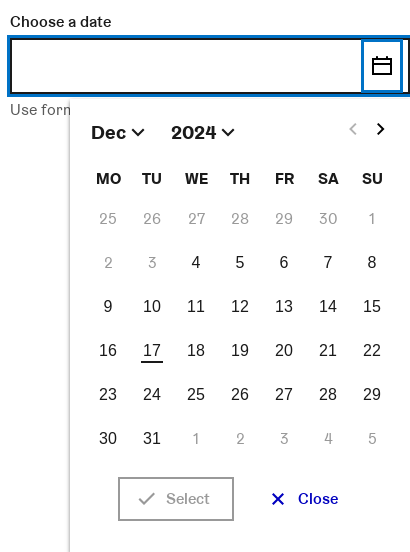 Choose a date
Use form
Dec 2024
MO TU WE TH FR SA SU
25 26 27 28 29 30 1
2 3 4 5 6 7 8
9 10 11 12 13 14 15
16 17 18 19 20 21 22
23 24 25 26 27 28 29
30 31 1 2 3 4 5
Select Close